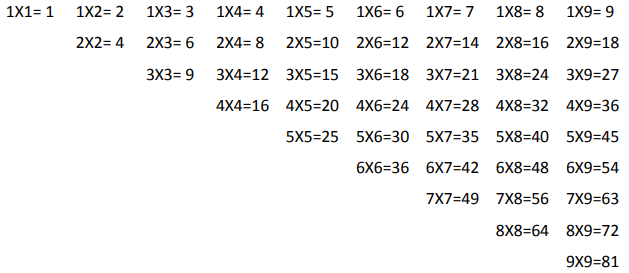 1X1= 1 1X2= 2 1X3= 3 1X4= 4 1X5= 5 1X6= 6 1X7= 7 1X8= 8 1X9= 9
2X2= 4 2X3= 6 2X4= 8 2X5=10 2X6=12 2X7=14 2X8=16 2X9=18
3X3= 9 3X4=12 3X5=15 3X6=18 3X7=21 3X8=24 3X9=27
4X4=16 4X5=20 4X6=24 4X7=28 4X8=32 4X9=36
5X5=25 5X6=30 5X7=35 5X8=40 5X9=45
6X6=36 6X7=42 6X8=48 6X9=54
7X7=49 7X8=56 7X9=63
8X8=64 8X9=72
9X9=81